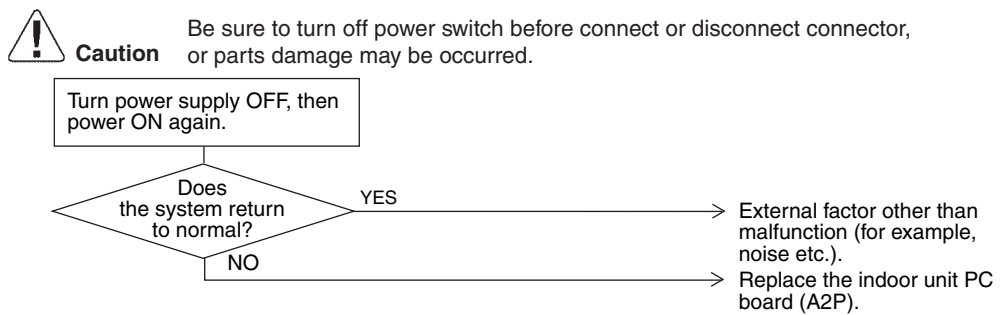 Be sure to turn off power switch before connect or disconnect connector,
Caution or parts damage may be occurred.
Turn power supply OFF, then
power ON again.
Does
the system return
to normal?
YES
External factor other than
malfunction (for example,
noise etc.).
NO
Replace the indoor unit PC
board (A2P).